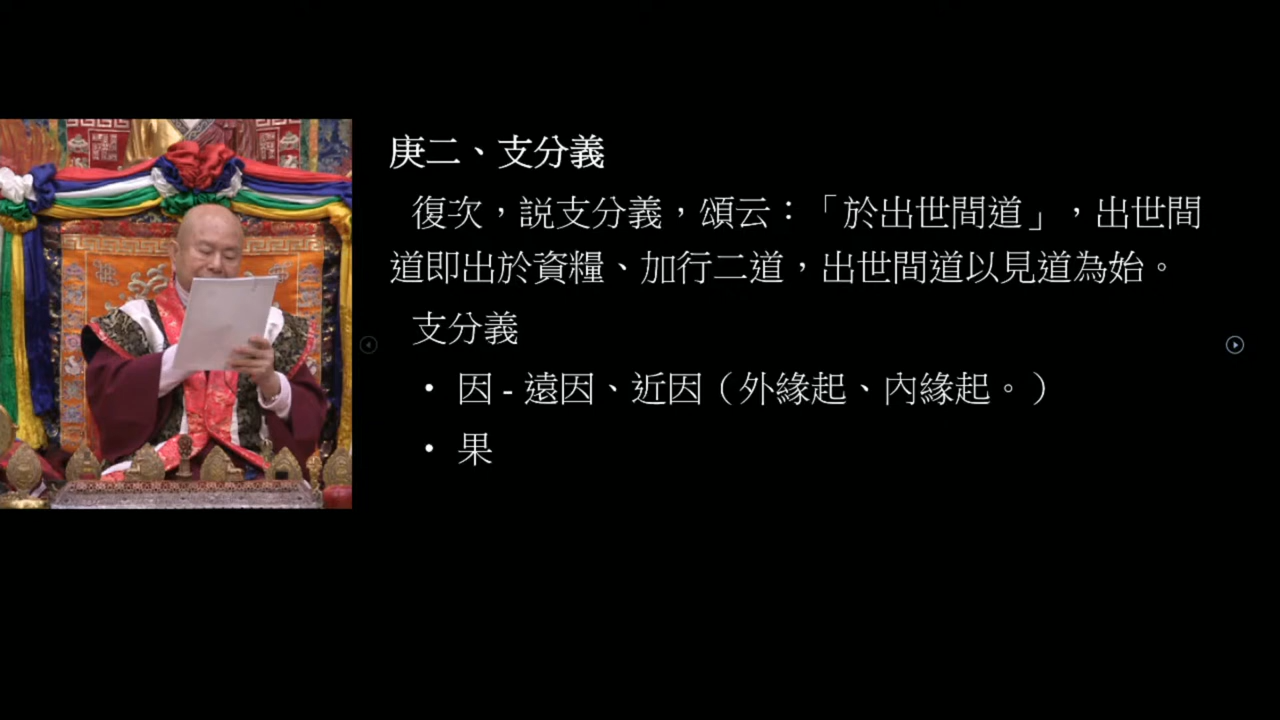 庚二、支分義
復次，説支分義，頌云：「於出世間道」，出世間
道即出於資糧、加行二道，出世間道以見道為始。
支分義
• 因 - 遠因、近因（外緣起、內緣起。）
• 果